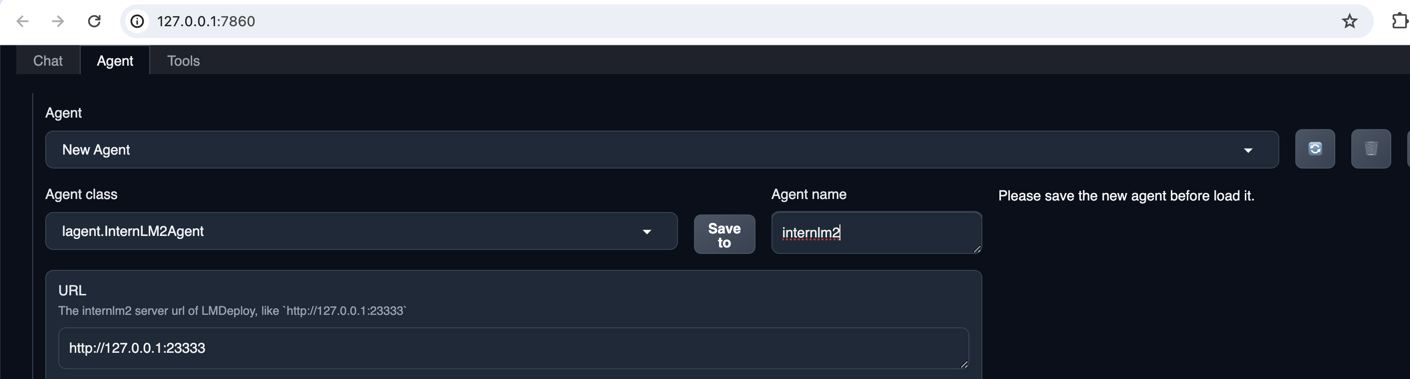 127.0.0.1:7860
Chat Agent Tools
Agent
New Agent
Agent class
Agent name
Please save the new agent before load it.
lagent.InternLM2Agent
Save
to
internlm2
URL
The internlm2 server url of LMDeploy, like `http://127.0.0.1:23333`
http://127.0.0.1:23333